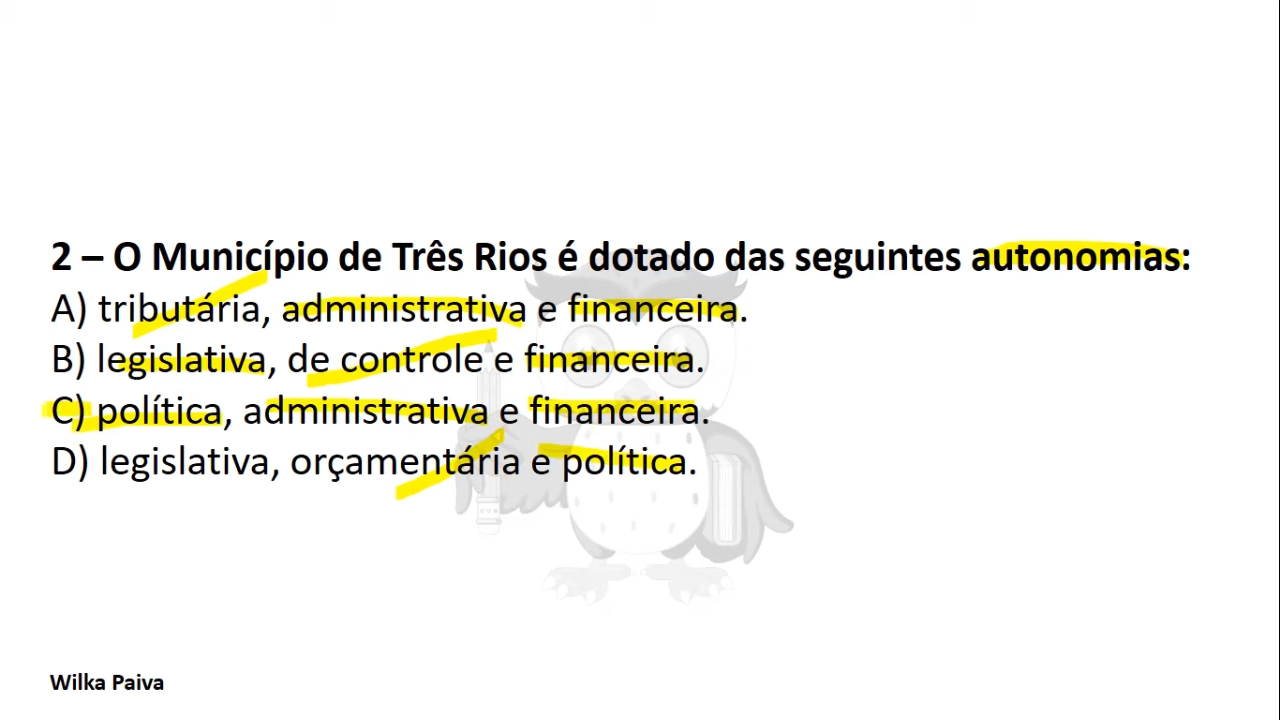 2 – O Município de Três Rios é dotado das seguintes autonomias:
A) tributária, administrativa e financeira.
B) legislativa, de controle e financeira.
C) política, administrativa e financeira.
D) legislativa, orçamentária e política.
Wilka Paiva